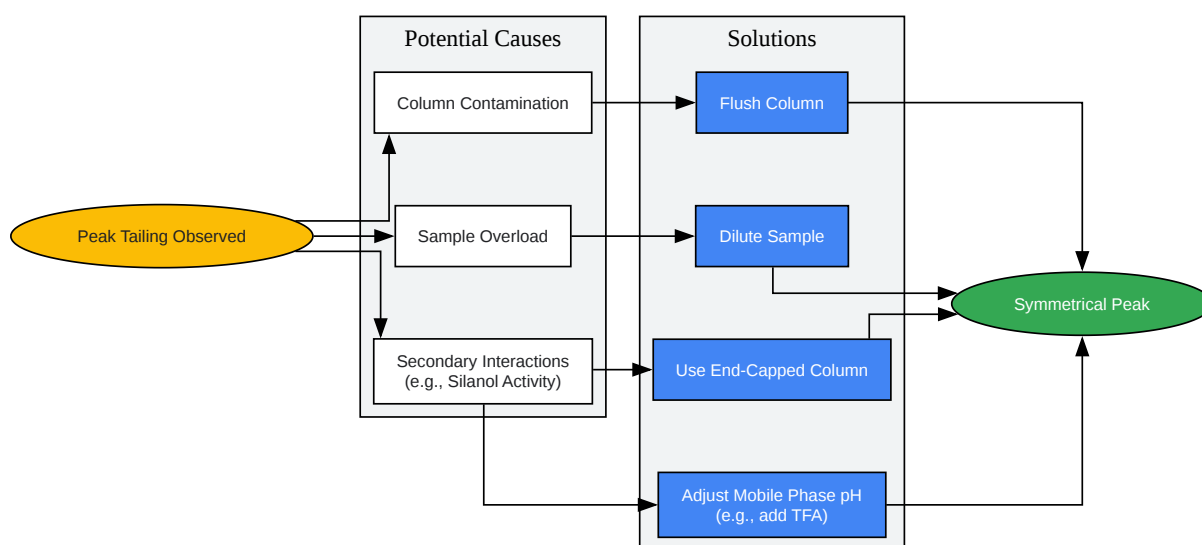 Potential Causes
Solutions
Column Contamination
Flush Column
Peak Tailing Observed
Sample Overload
Dilute Sample
Symmetrical Peak
Secondary Interactions
(e.g., Silanol Activity)
Use End-Capped Column
Adjust Mobile Phase pH
(e.g., add TFA)